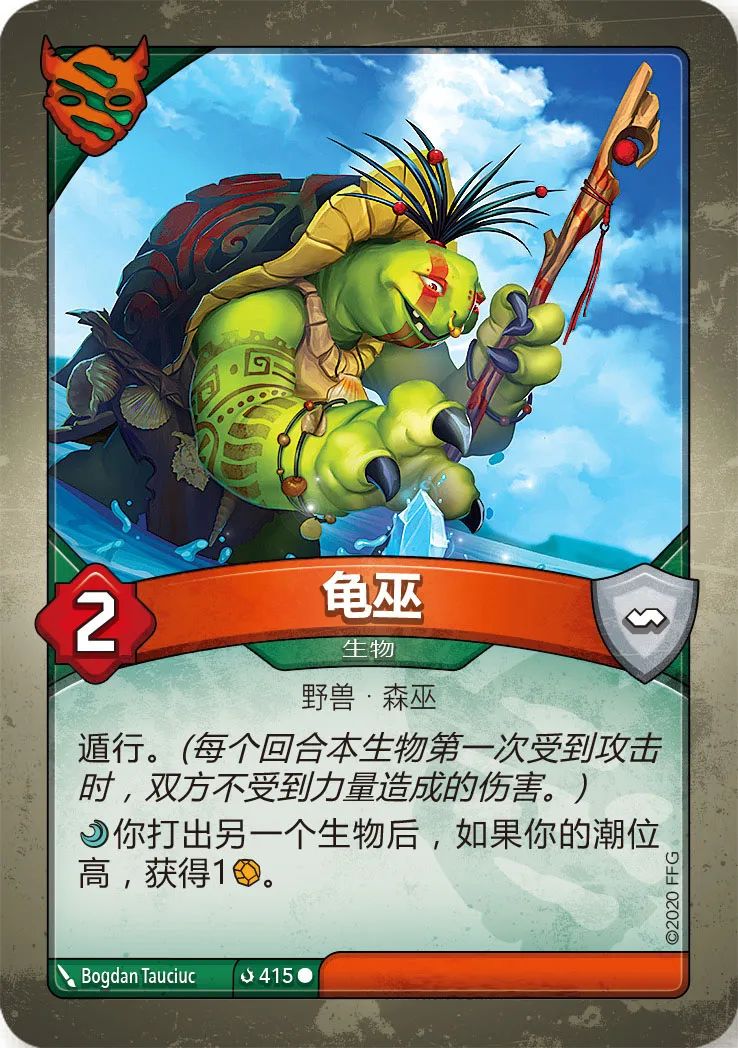 2
龟巫
生物
野兽 · 森巫
遁行。(每个回合本生物第一次受到攻击
时，双方不受到力量造成的伤害。)
你打出另一个生物后，如果你的潮位
高，获得1。
©2020 FFG
Bogdan Tauciuc
415